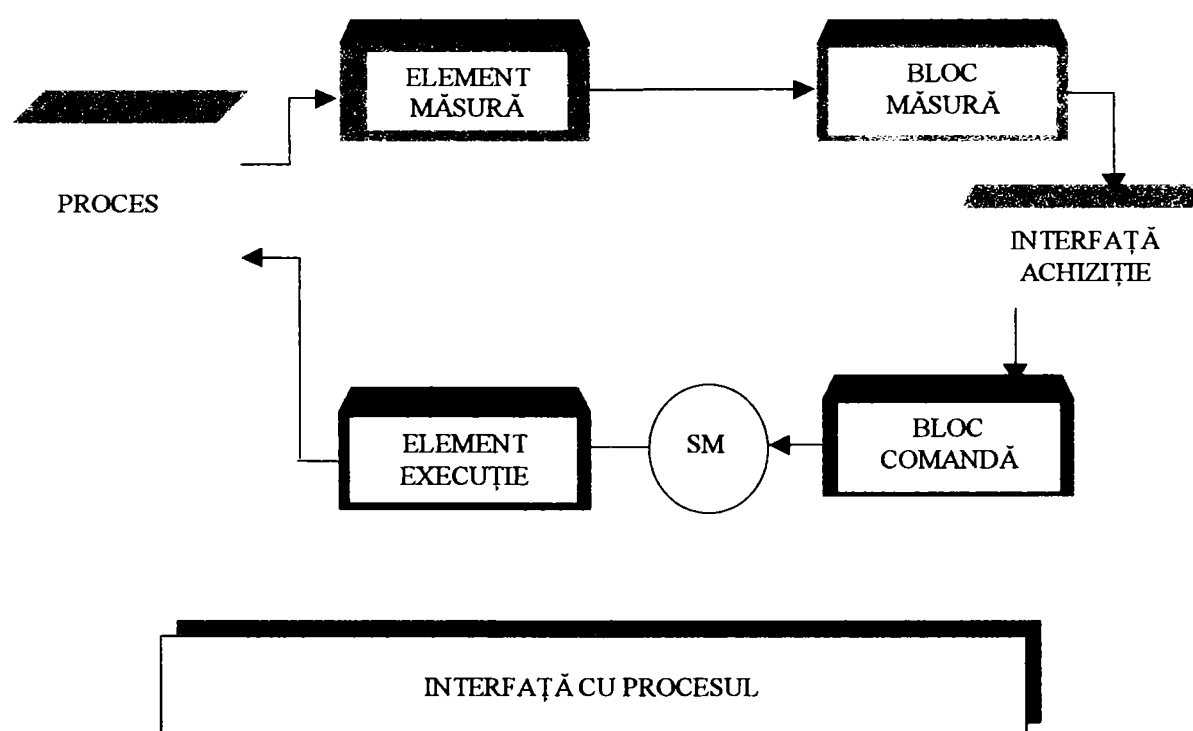 ELEMENT
MĂSURĂ
BLOC
MĂSURĂ
PROCES
INTERFAȚĂ
ACHIZIȚIE
ELEMENT
EXECUȚIE
SM
BLOC
COMANDĂ
INTERFAȚĂ CU PROCESUL